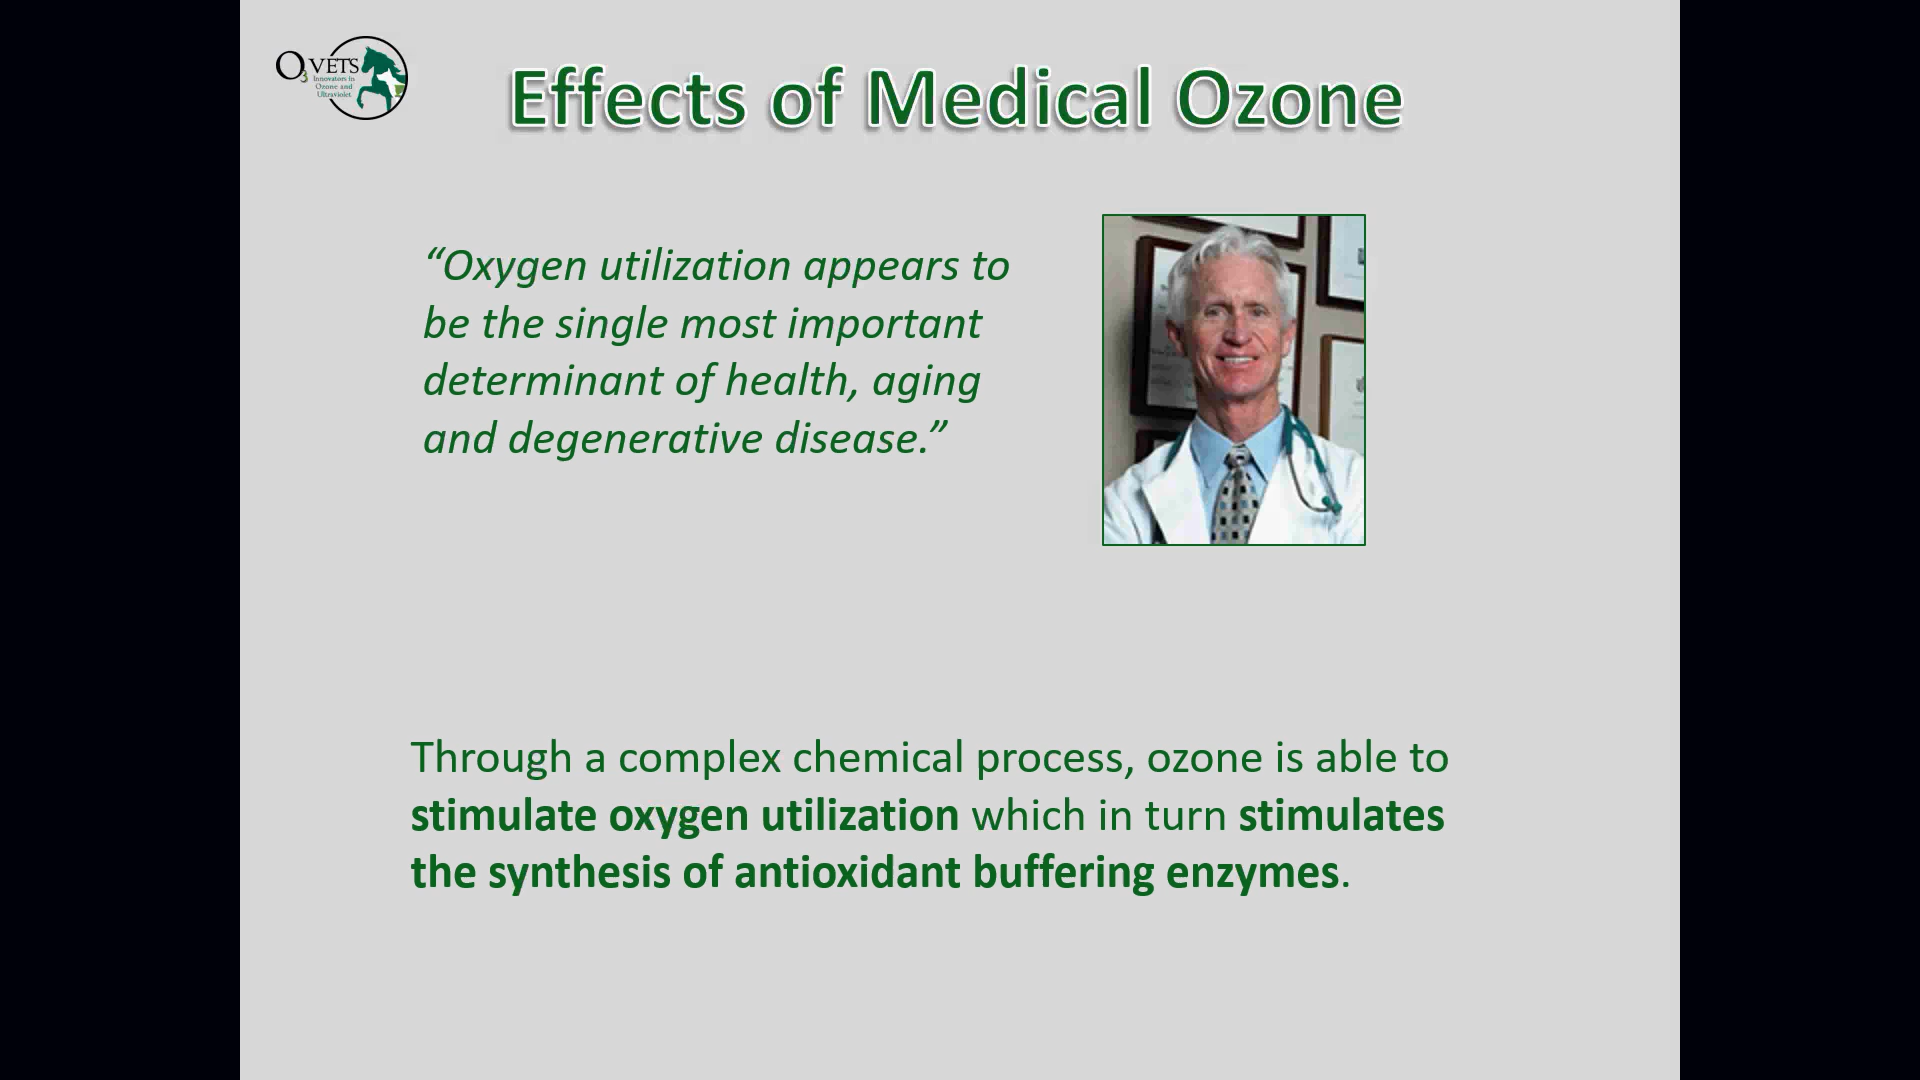 O3 VETS
Innovators in
Ozone and
Ultraviolet
Effects of Medical Ozone
“Oxygen utilization appears to
be the single most important
determinant of health, aging
and degenerative disease.”
Through a complex chemical process, ozone is able to
stimulate oxygen utilization which in turn stimulates
the synthesis of antioxidant buffering enzymes.